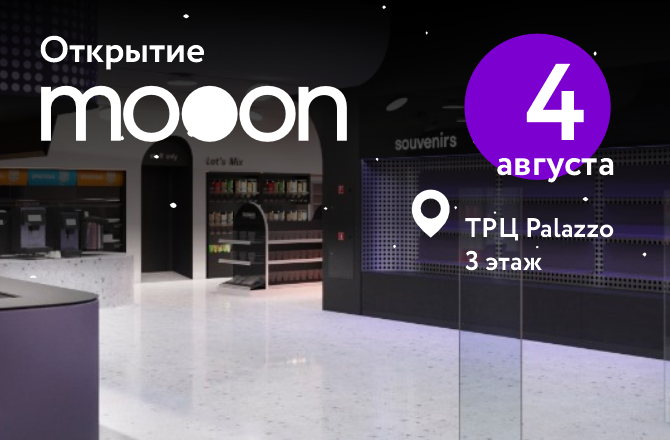 Открытие
mooon
4
августа
souvenirs
Let's Mix
ТРЦ Palazzo
3 этаж